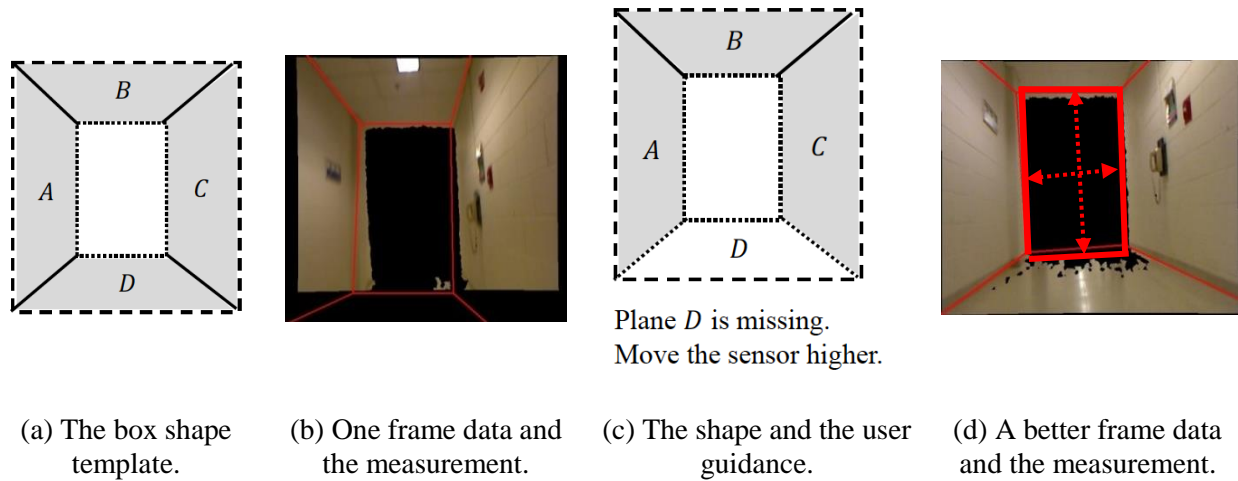 B
A
C
D
B
A
C
D
Plane D is missing.
Move the sensor higher.
(a) The box shape
template.
(b) One frame data and
the measurement.
(c) The shape and the user
guidance.
(d) A better frame data
and the measurement.